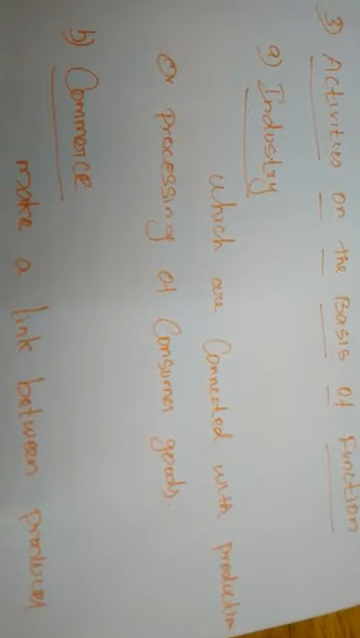 3) Activities on the Basis of Function
a) Industry
which are Connected with production
or processing of Consumer goods.
b) Commerce
make a link between producer